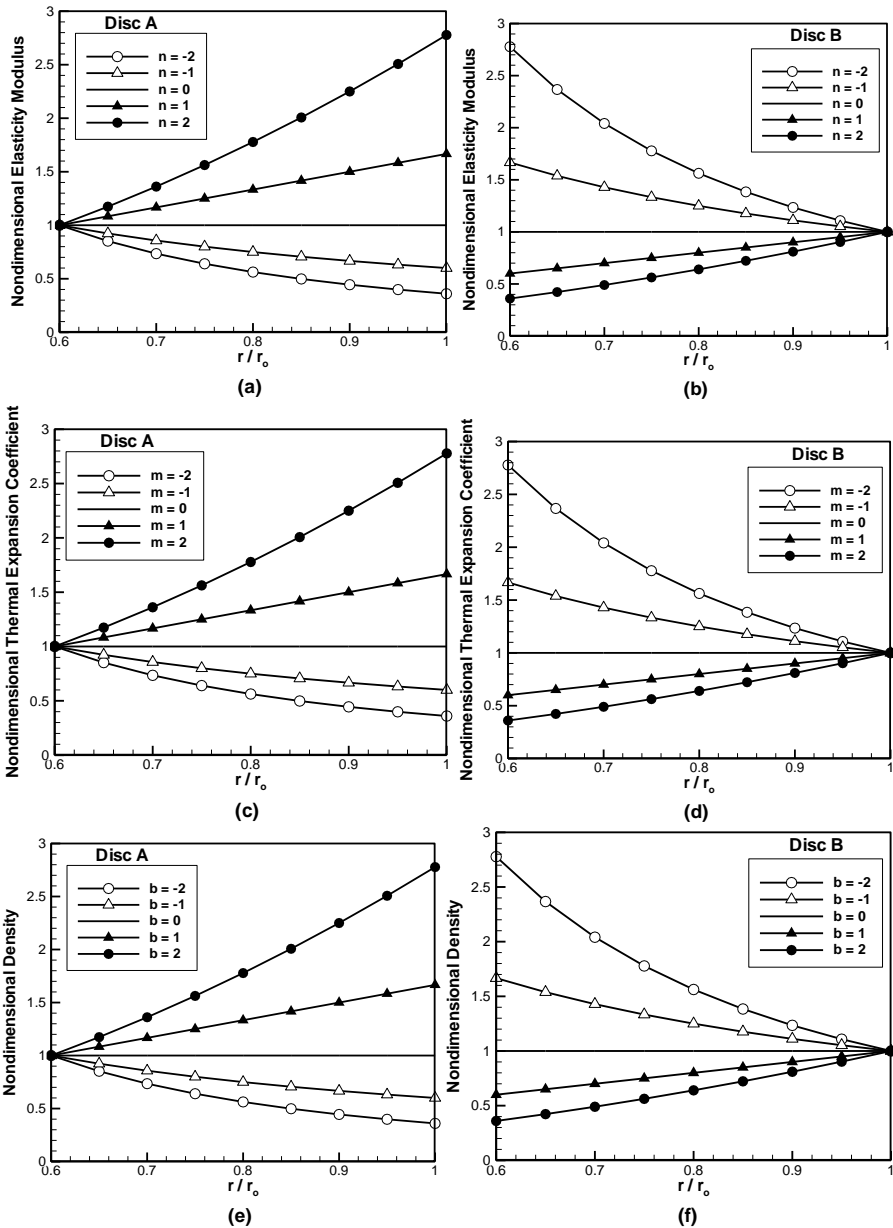 Disc A
n = -2
n = -1
n = 0
n = 1
n = 2
Nondimensional Elasticity Modulus
3
2.5
2
1.5
1
0.5
0
0.6
0.7
0.8
0.9
1
r / ro
(a)
Disc B
n = -2
n = -1
n = 0
n = 1
n = 2
Nondimensional Elasticity Modulus
3
2.5
2
1.5
1
0.5
0
0.6
0.7
0.8
0.9
1
r / ro
(b)
Disc A
m = -2
m = -1
m = 0
m = 1
m = 2
Nondimensional Thermal Expansion Coefficient
3
2.5
2
1.5
1
0.5
0
0.6
0.7
0.8
0.9
1
r / ro
(c)
Disc B
m = -2
m = -1
m = 0
m = 1
m = 2
Nondimensional Thermal Expansion Coefficient
3
2.5
2
1.5
1
0.5
0
0.6
0.7
0.8
0.9
1
r / ro
(d)
Disc A
b = -2
b = -1
b = 0
b = 1
b = 2
Nondimensional Density
3
2.5
2
1.5
1
0.5
0
0.6
0.7
0.8
0.9
1
r / ro
(e)
Disc B
b = -2
b = -1
b = 0
b = 1
b = 2
Nondimensional Density
3
2.5
2
1.5
1
0.5
0
0.6
0.7
0.8
0.9
1
r / ro
(f)